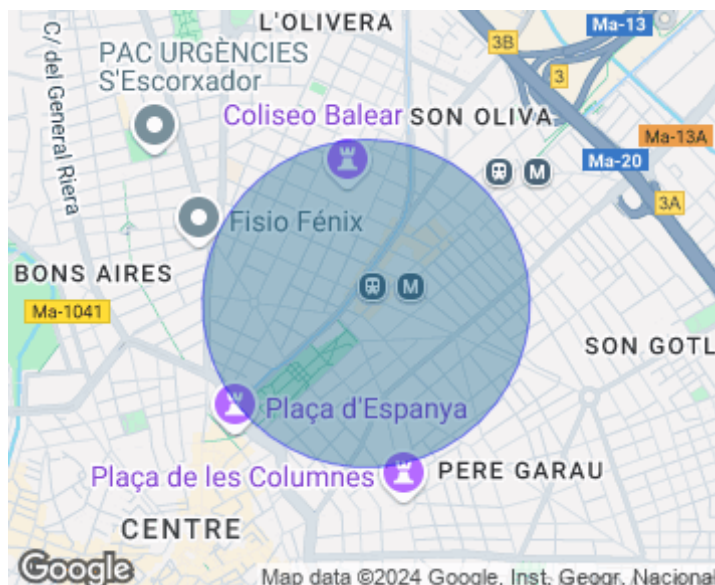 L'OLIVERA
Ma-13
3B
C/ del General Riera
PAC URGÈNCIES
S'Escorxador
3
Coliseo Balear
SON OLIVA
Ma-13A
Ma-20
M
3A
Fisio Fénix
BONS AIRES
M
Ma-1041
SON GOTL
Plaça d'Espanya
Plaça de les Columnes
PERE GARAU
CENTRE
Google
Map data ©2024 Google, Inst. Geogr. Nacional